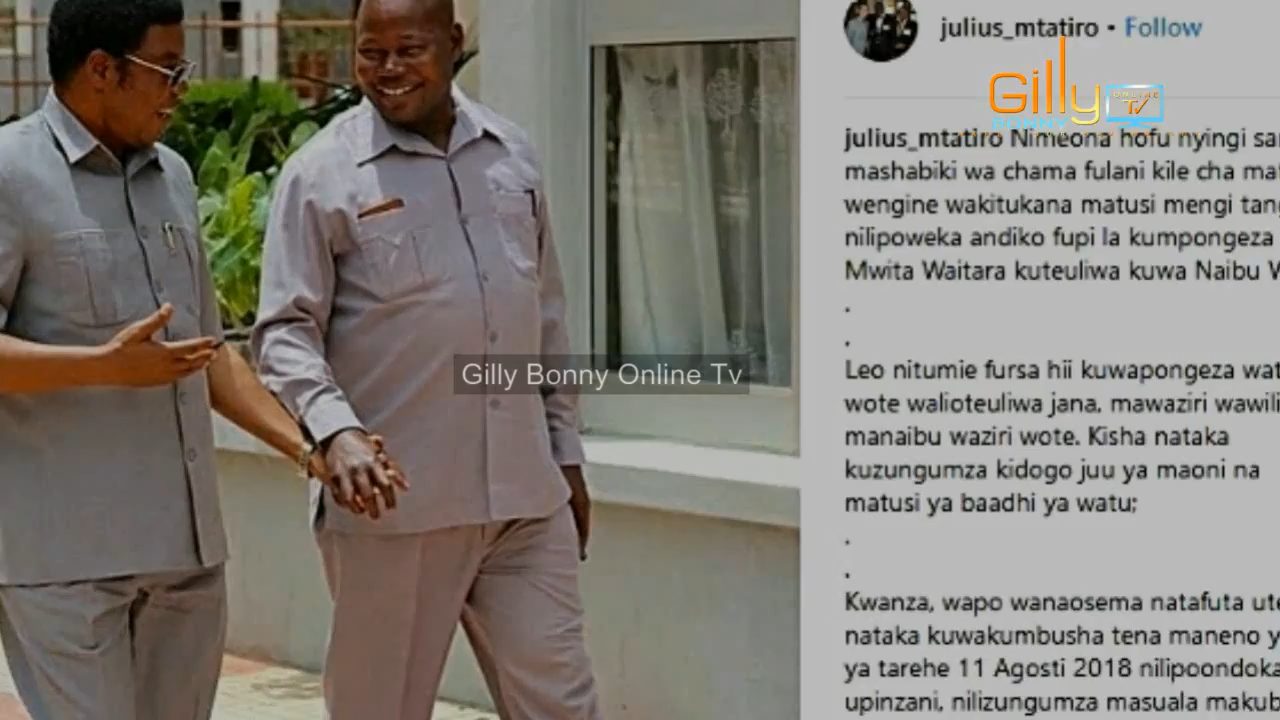 julius_mtatiro • Follow
Gilly
ONLINE
TV
BONNY
julius_mtatiro Nimeona hofu nyingi
mashabiki wa chama fulani kile cha
wengine wakitukana matusi mengi
nilipoweka andiko fupi la kumpongeza
Mwita Waitara kuteuliwa kuwa Naibu
.
.
Leo nitumie fursa hii kuwapongeza
wote walioteuliwa jana, mawaziri wawili
manaibu waziri wote. Kisha nataka
kuzungumza kidogo juu ya maoni na
matusi ya baadhi ya watu;
.
.
Kwanza, wapo wanaosema natafuta
nataka kuwakumbusha tena maneno
ya tarehe 11 Agosti 2018 nilipoondoka
upinzani, nilizungumza masuala
Gilly Bonny Online Tv